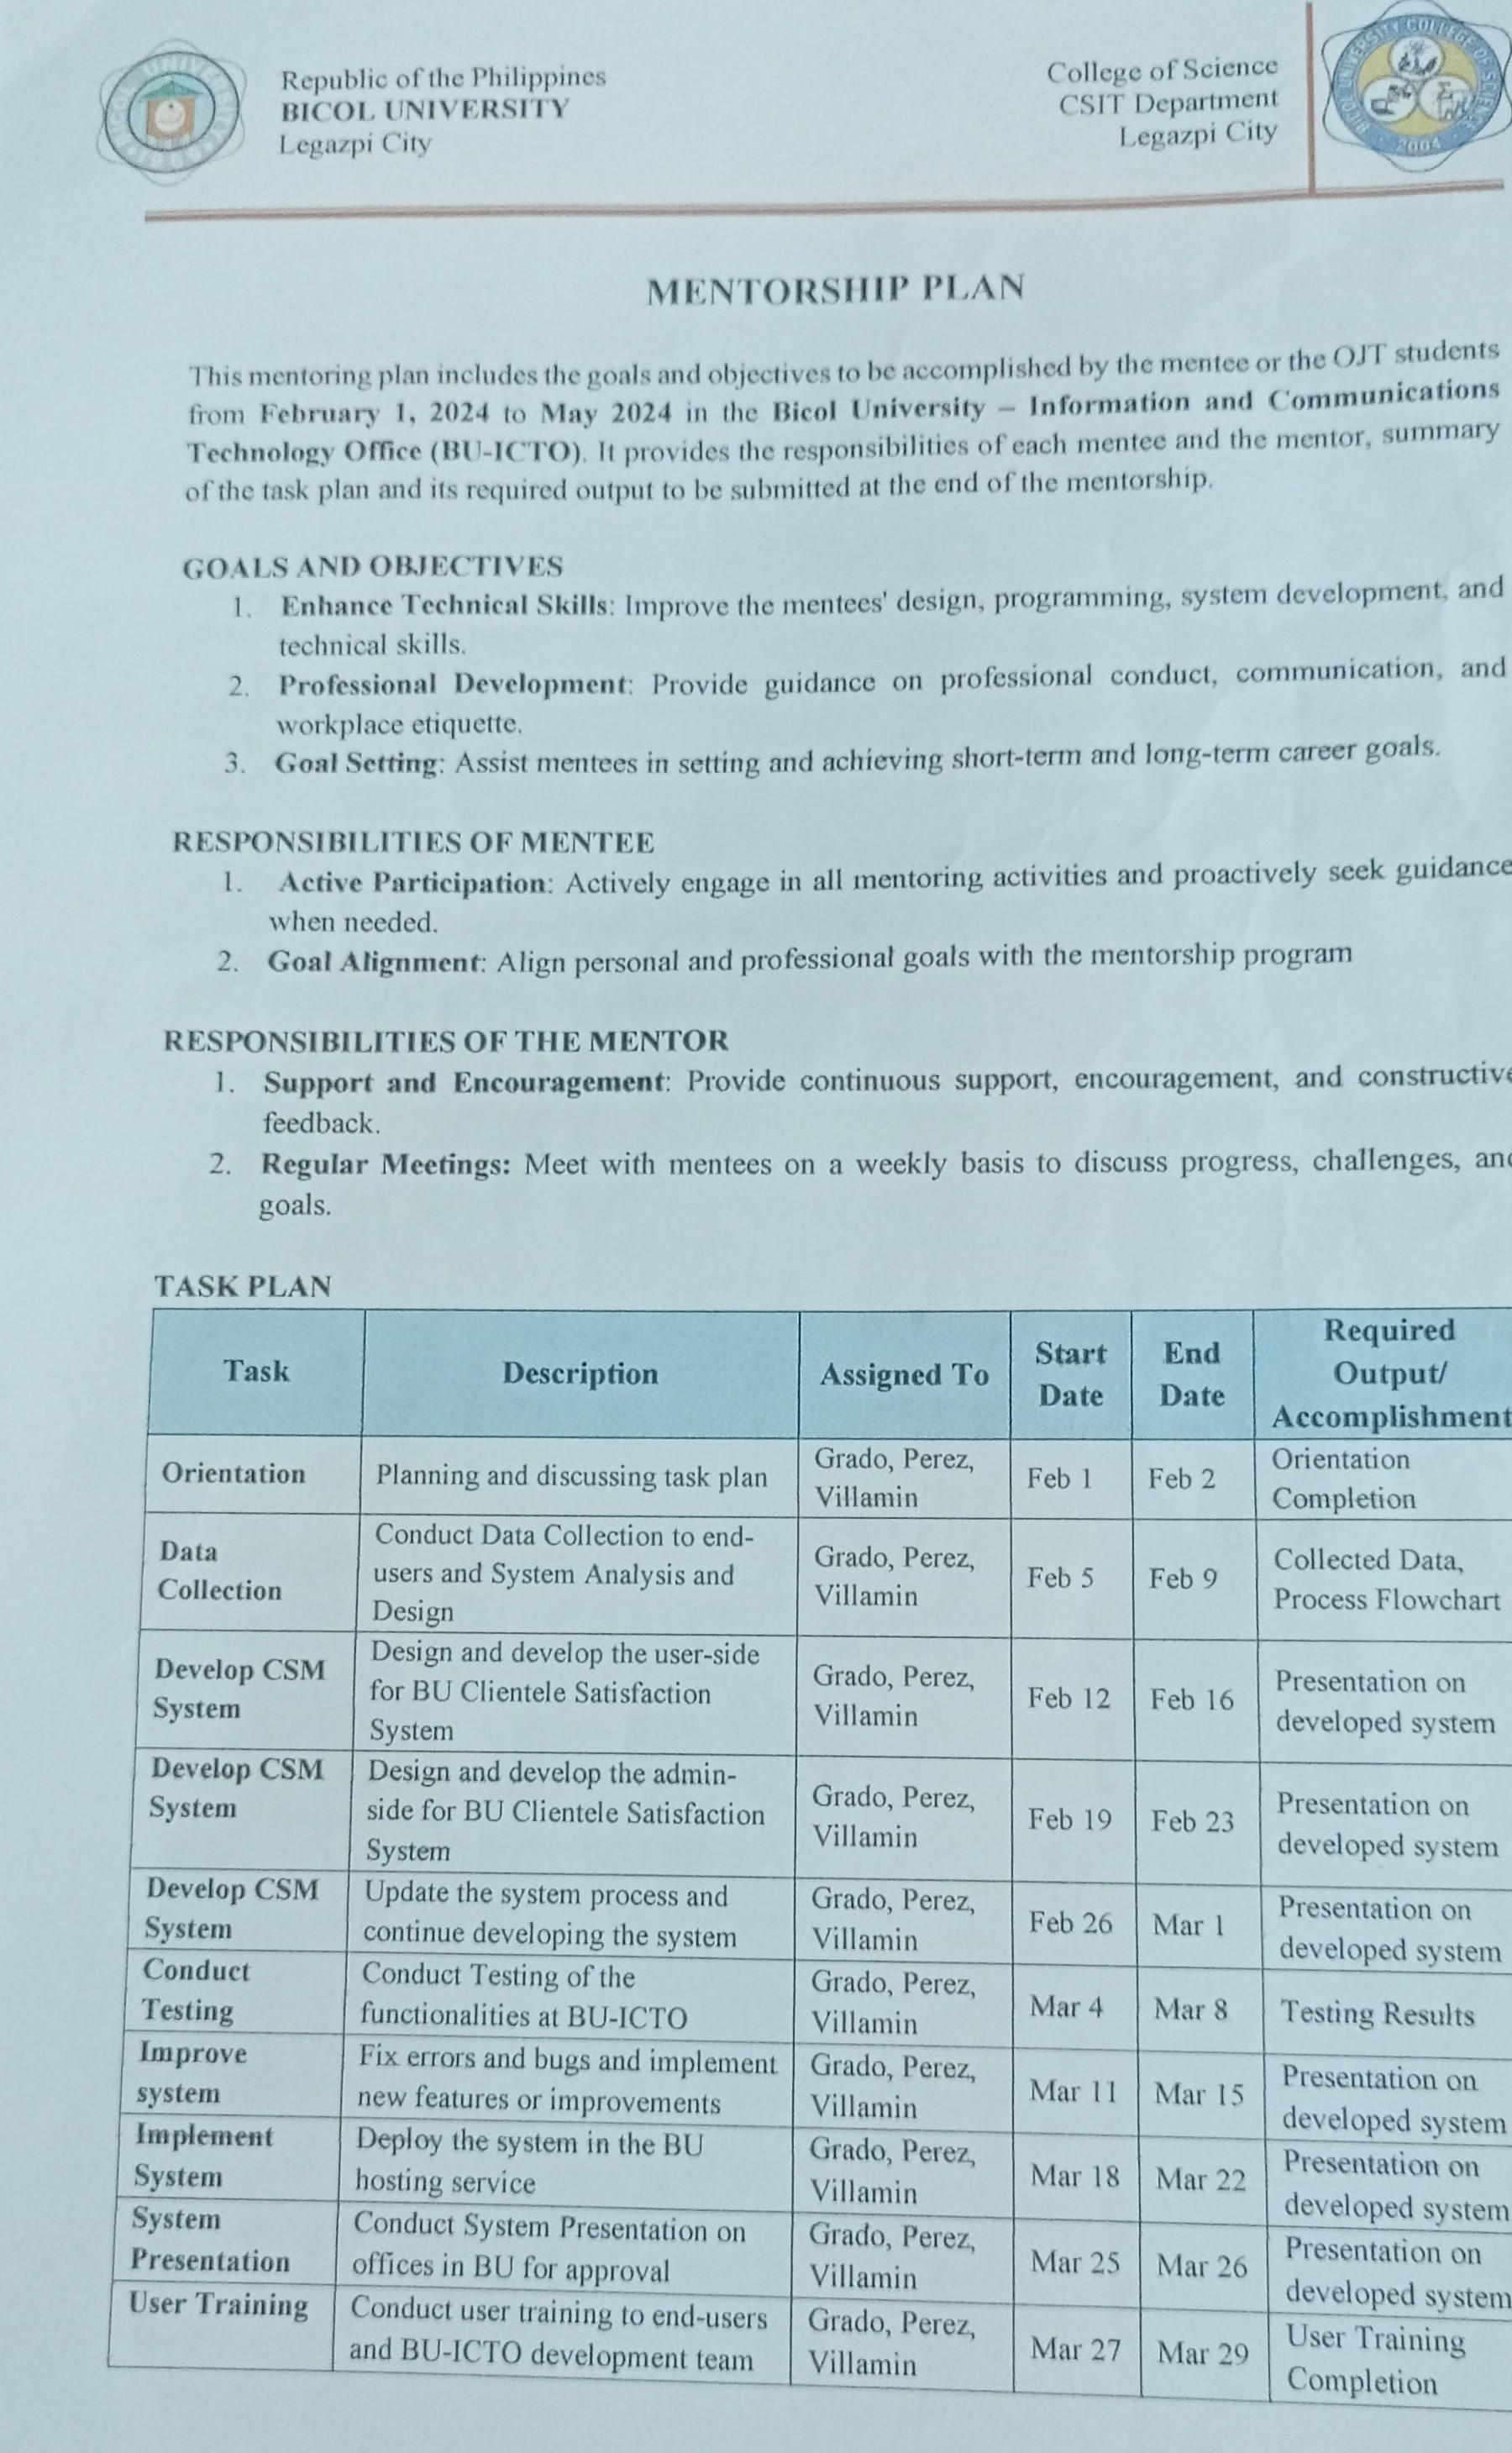 Republic of the Philippines
BICOL UNIVERSITY
Legazpi City
College of Science
CSIT Department
Legazpi City
2004
MENTORSHIP PLAN
This mentoring plan includes the goals and objectives to be accomplished by the mentee or the OJT students
from February 1, 2024 to May 2024 in the Bicol University – Information and Communications
Technology Office (BU-ICTO). It provides the responsibilities of each mentee and the mentor, summary
of the task plan and its required output to be submitted at the end of the mentorship.
GOALS AND OBJECTIVES
1. Enhance Technical Skills: Improve the mentees' design, programming, system development, and
technical skills.
2. Professional Development: Provide guidance on professional conduct, communication, and
workplace etiquette.
3. Goal Setting: Assist mentees in setting and achieving short-term and long-term career goals.
RESPONSIBILITIES OF MENTEE
1. Active Participation: Actively engage in all mentoring activities and proactively seek guidance
when needed.
2. Goal Alignment: Align personal and professional goals with the mentorship program
RESPONSIBILITIES OF THE MENTOR
1. Support and Encouragement: Provide continuous support, encouragement, and constructive
feedback.
2. Regular Meetings: Meet with mentees on a weekly basis to discuss progress, challenges, and
goals.
TASK PLAN
Task
Description
Assigned To
Start
Date
End
Date
Required
Output/
Accomplishment
Orientation
Planning and discussing task plan
Grado, Perez,
Villamin
Feb 1
Feb 2
Orientation
Completion
Data
Collection
Conduct Data Collection to end-
users and System Analysis and
Design
Grado, Perez,
Villamin
Feb 5
Feb 9
Collected Data,
Process Flowchart
Develop CSM
System
Design and develop the user-side
for BU Clientele Satisfaction
System
Grado, Perez,
Villamin
Feb 12
Feb 16
Presentation on
developed system
Develop CSM
System
Design and develop the admin-
side for BU Clientele Satisfaction
System
Grado, Perez,
Villamin
Feb 19
Feb 23
Presentation on
developed system
Develop CSM
System
Update the system process and
continue developing the system
Grado, Perez,
Villamin
Feb 26
Mar 1
Presentation on
developed system
Conduct
Testing
Conduct Testing of the
functionalities at BU-ICTO
Grado, Perez,
Villamin
Mar 4
Mar 8
Testing Results
Improve
system
Fix errors and bugs and implement
new features or improvements
Grado, Perez,
Villamin
Mar 11
Mar 15
Presentation on
developed system
Implement
System
Deploy the system in the BU
hosting service
Grado, Perez,
Villamin
Mar 18
Mar 22
Presentation on
developed system
System
Presentation
Conduct System Presentation on
offices in BU for approval
Grado, Perez,
Villamin
Mar 25
Mar 26
Presentation on
developed system
User Training
Conduct user training to end-users
and BU-ICTO development team
Grado, Perez,
Villamin
Mar 27
Mar 29
User Training
Completion